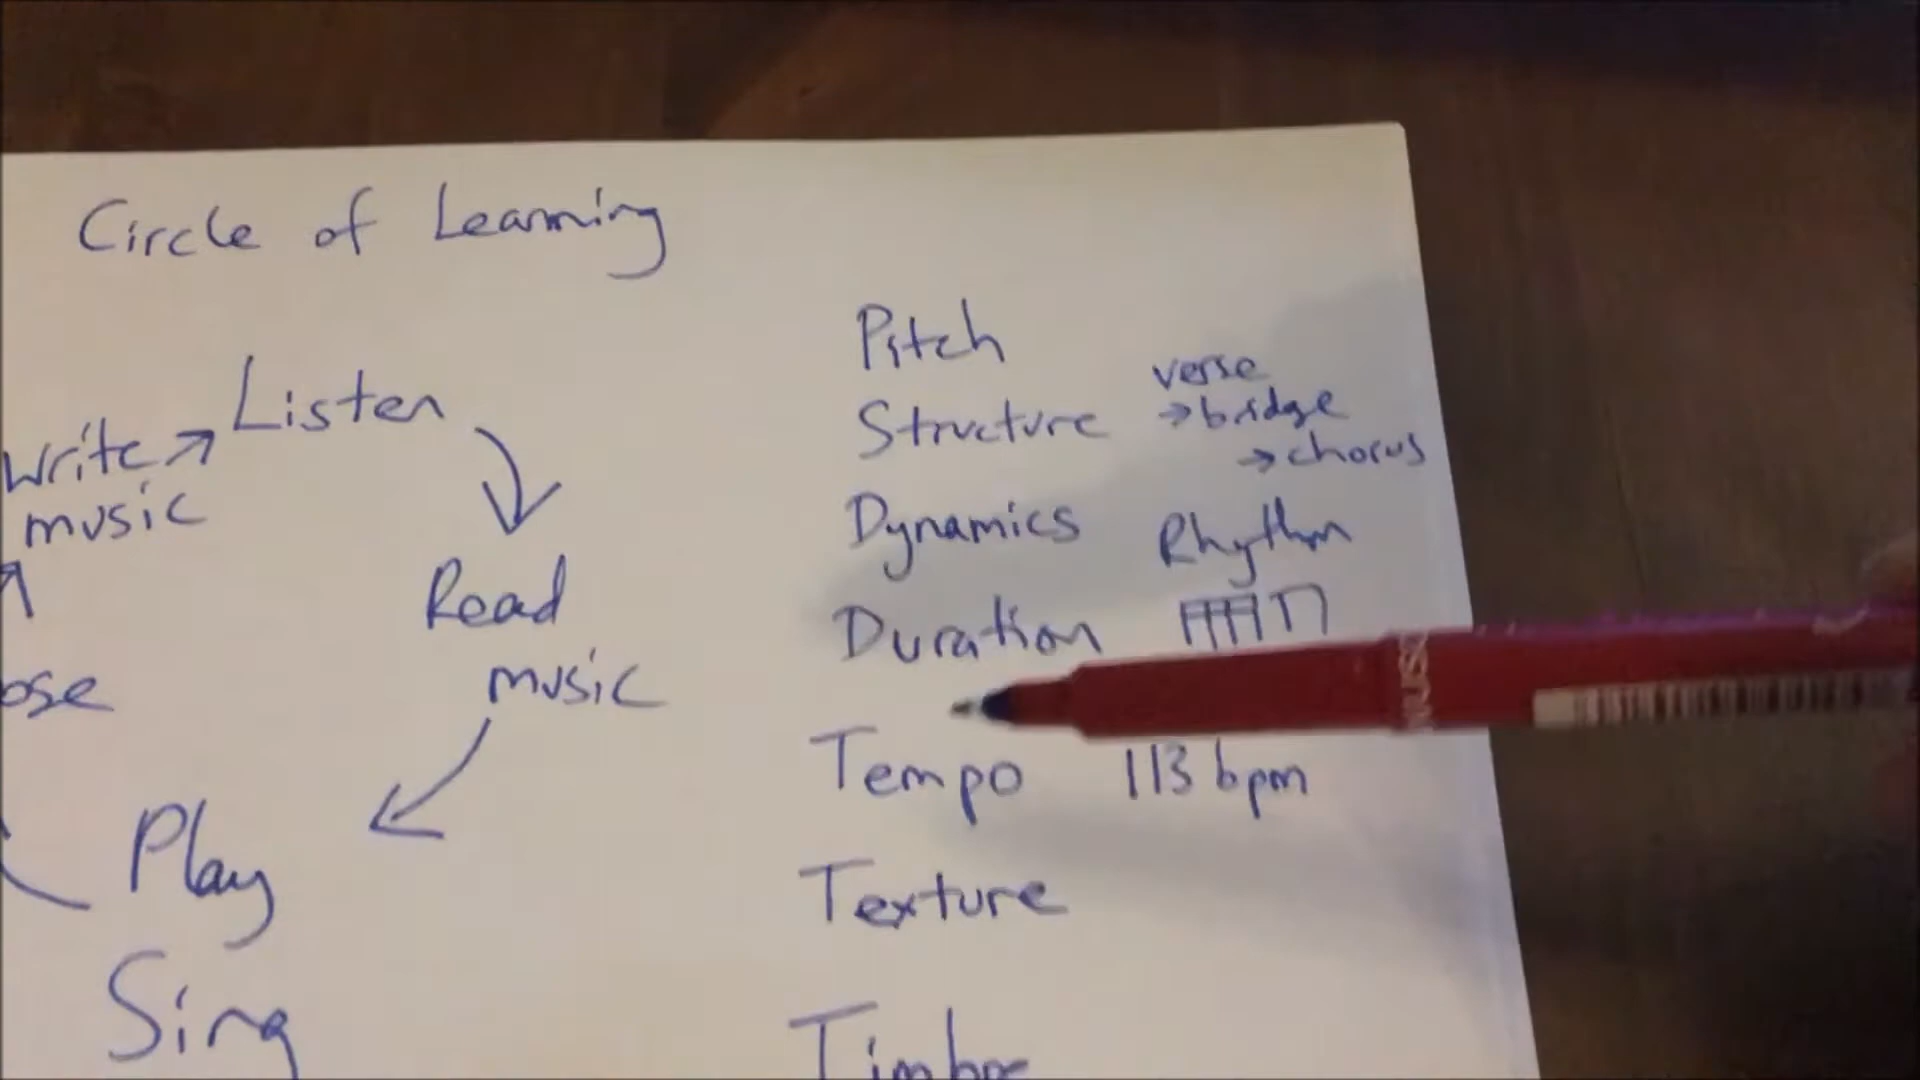 Circle of Learning
Listen
Write
music
Read
music
Play
Sing
Pitch
Structure
verse
→bridge
→chorus
Dynamics
Rhythm
Duration
Tempo 113 bpm
Texture
Timbre